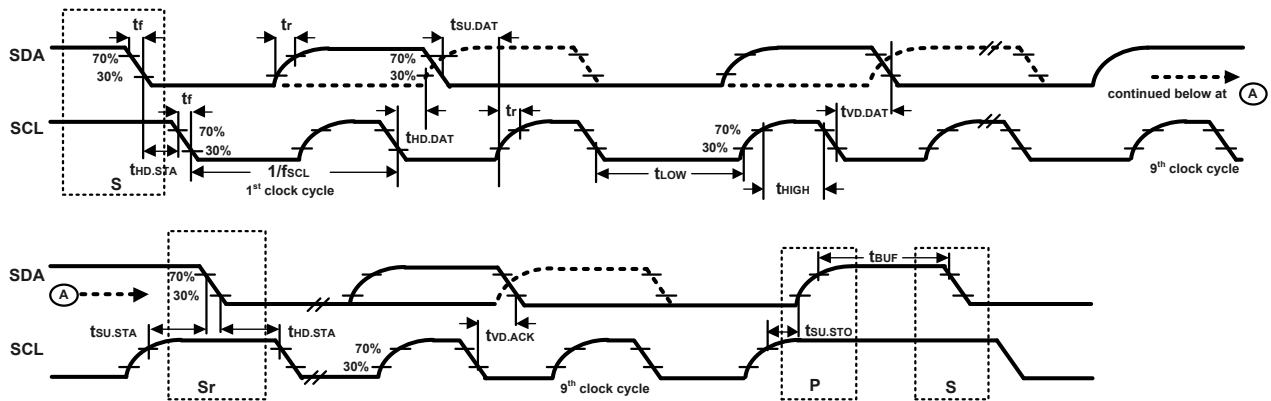 tf
tr
tSU.DAT
SDA
70%
30%
70%
30%
continued below at A
tf
tHD.DAT
tr
tVD.DAT
SCL
70%
30%
70%
30%
tHD.STA
S
1/fSCL
1st clock cycle
tLOW
tHIGH
9th clock cycle
SDA
70%
30%
A
tBUF
tSU.STA
tHD.STA
tVD.ACK
tSU.STO
SCL
70%
30%
Sr
9th clock cycle
P
S